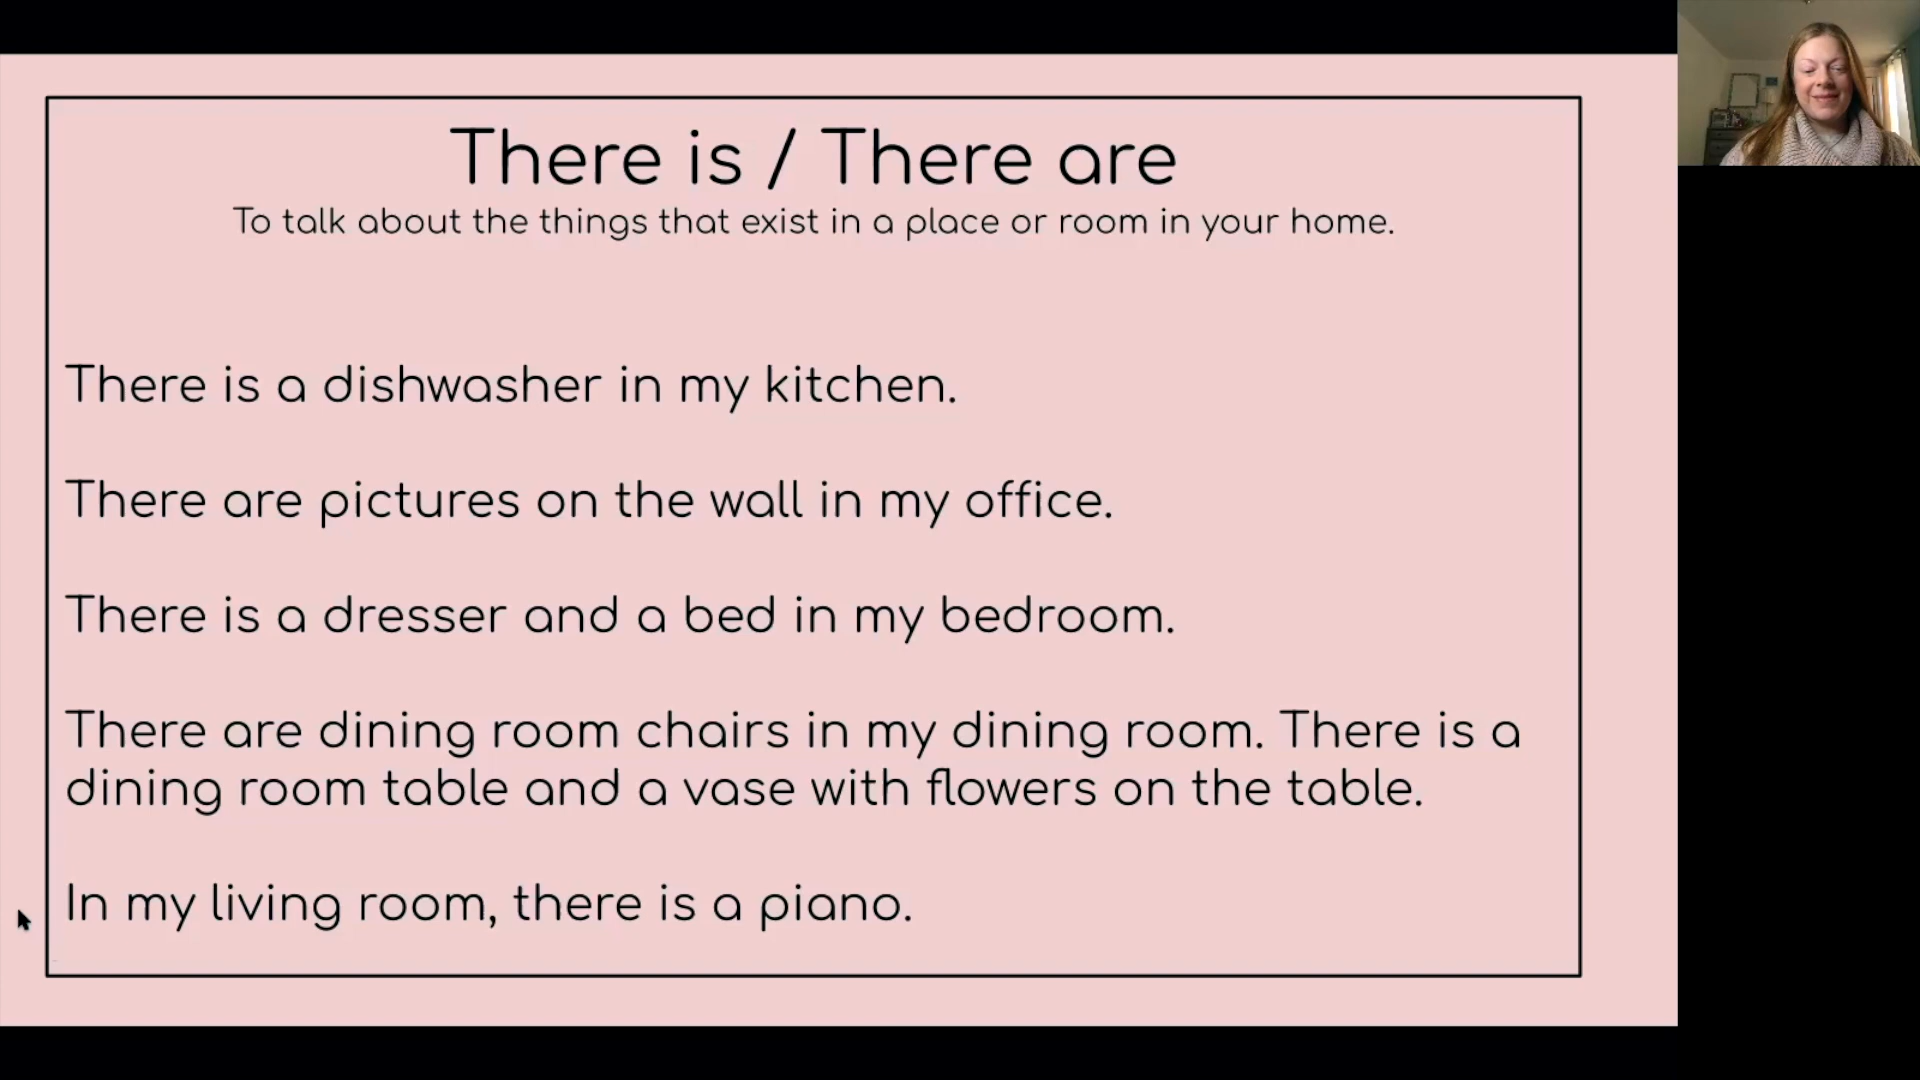 There is / There are
To talk about the things that exist in a place or room in your home.
There is a dishwasher in my kitchen.
There are pictures on the wall in my office.
There is a dresser and a bed in my bedroom.
There are dining room chairs in my dining room. There is a
dining room table and a vase with flowers on the table.
In my living room, there is a piano.